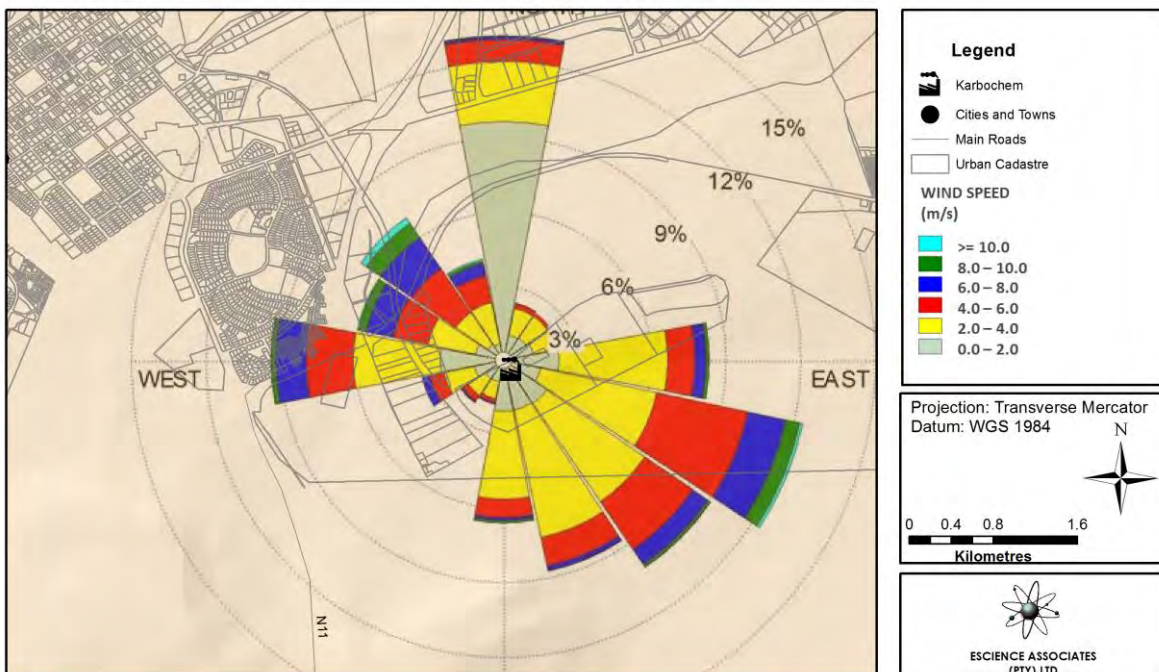 15%
12%
9%
6%
3%
WEST
EAST
N11
Legend
Karbochem
Cities and Towns
Main Roads
Urban Cadastre
WIND SPEED
(m/s)
>= 10.0
8.0 – 10.0
6.0 – 8.0
4.0 – 6.0
2.0 – 4.0
0.0 – 2.0
Projection: Transverse Mercator
Datum: WGS 1984
N
0 0.4 0.8 1.6
Kilometres
ESCIENCE ASSOCIATES
(PTY) LTD